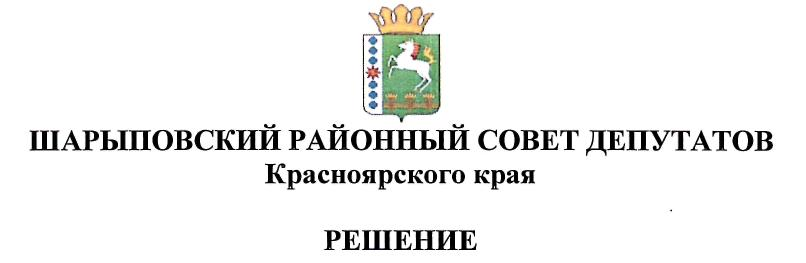 ШАРЫПОВСКИЙ РАЙОННЫЙ СОВЕТ ДЕПУТАТОВ
Красноярского края
РЕШЕНИЕ